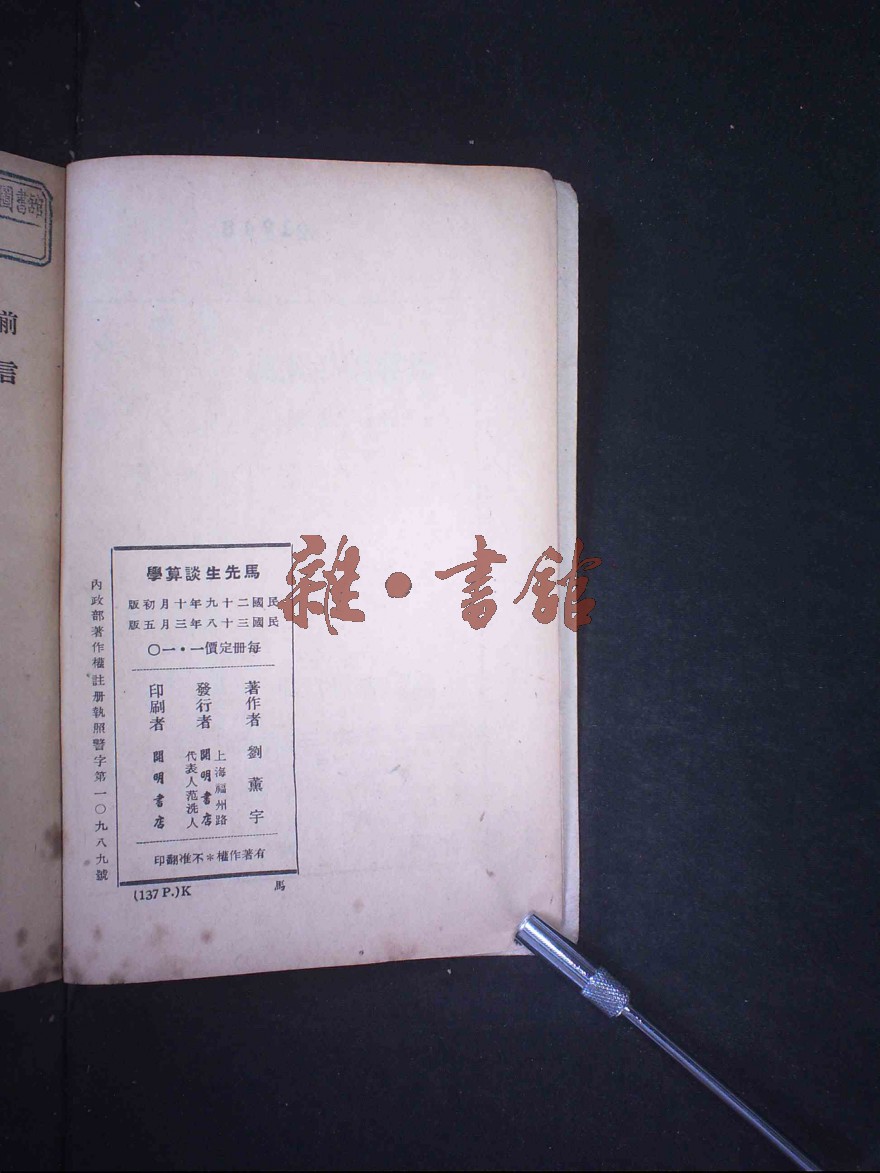 圖書館
前言
馬先生談算學
民國二十九年十月初版
民國三十八年三月五版
每冊定價一·一〇
著作者 劉薰宇
發行者 上海福州路
開明書店
代表人范洗人
印刷者 開明書店
有著作權＊不准翻印
內政部著作權註册執照警字第一〇九八九號
(137 P.)K
馬
雜·書館